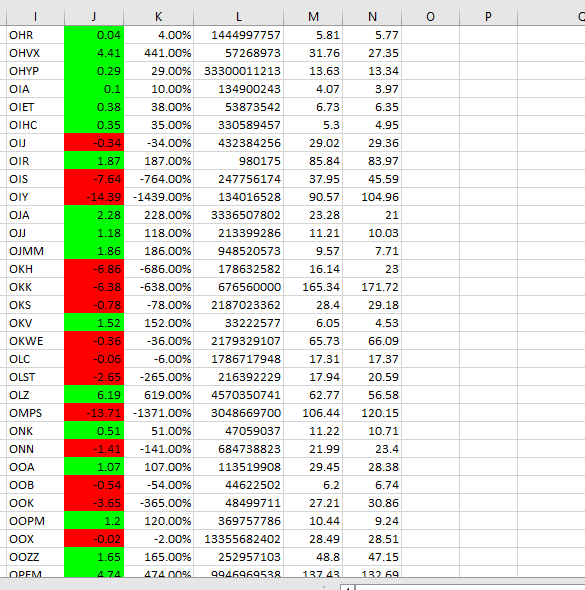 I J K L M N O P
OHR 0.04 4.00% 1444997757 5.81 5.77
OHVX 4.41 441.00% 57268973 31.76 27.35
OHYP 0.29 29.00% 33300011213 13.63 13.34
OIA 0.1 10.00% 134900243 4.07 3.97
OIET 0.38 38.00% 53873542 6.73 6.35
OIHC 0.35 35.00% 330589457 5.3 4.95
OIJ -0.34 -34.00% 432384256 29.02 29.36
OIR 1.87 187.00% 980175 85.84 83.97
OIS -7.64 -764.00% 247756174 37.95 45.59
OIY -14.39 -1439.00% 134016528 90.57 104.96
OJA 2.28 228.00% 3336507802 23.28 21
OJJ 1.18 118.00% 213399286 11.21 10.03
OJMM 1.86 186.00% 948520573 9.57 7.71
OKH -6.86 -686.00% 178632582 16.14 23
OKK -6.38 -638.00% 676560000 165.34 171.72
OKS -0.78 -78.00% 2187023362 28.4 29.18
OKV 1.52 152.00% 33222577 6.05 4.53
OKWE -0.36 -36.00% 2179329107 65.73 66.09
OLC -0.06 -6.00% 1786717948 17.31 17.37
OLST -2.65 -265.00% 216392229 17.94 20.59
OLZ 6.19 619.00% 4570350741 62.77 56.58
OMPS -13.71 -1371.00% 3048669700 106.44 120.15
ONK 0.51 51.00% 47059037 11.22 10.71
ONN -1.41 -141.00% 684738823 21.99 23.4
OOA 1.07 107.00% 113519908 29.45 28.38
OOB -0.54 -54.00% 44622502 6.2 6.74
OOK -3.65 -365.00% 48499711 27.21 30.86
OOPM 1.2 120.00% 369757786 10.44 9.24
OOX -0.02 -2.00% 13355682402 28.49 28.51
OOZZ 1.65 165.00% 252957103 48.8 47.15
OPEM 4.74 474.00% 9946969538 137.43 132.69